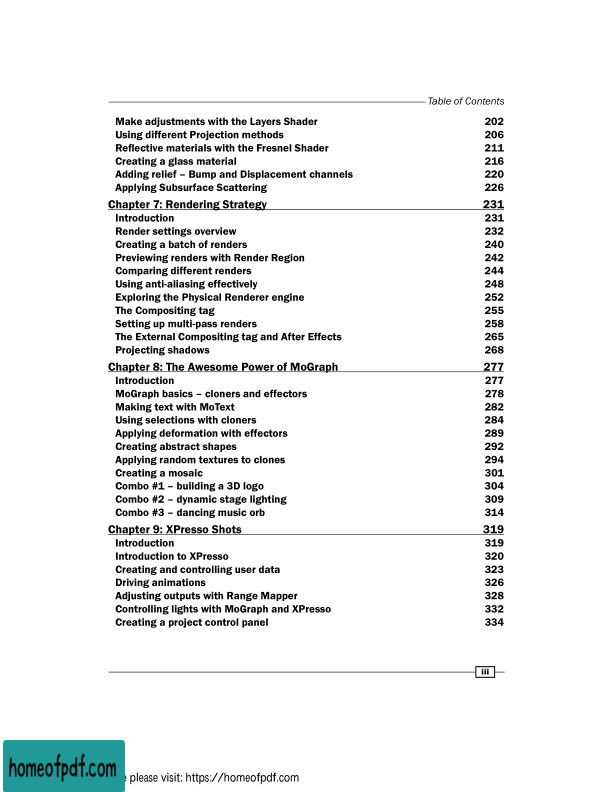 Table of Contents
Make adjustments with the Layers Shader 202
Using different Projection methods 206
Reflective materials with the Fresnel Shader 211
Creating a glass material 216
Adding relief – Bump and Displacement channels 220
Applying Subsurface Scattering 226
Chapter 7: Rendering Strategy 231
Introduction 231
Render settings overview 232
Creating a batch of renders 240
Previewing renders with Render Region 242
Comparing different renders 244
Using anti-aliasing effectively 248
Exploring the Physical Renderer engine 252
The Compositing tag 255
Setting up multi-pass renders 258
The External Compositing tag and After Effects 265
Projecting shadows 268
Chapter 8: The Awesome Power of MoGraph 277
Introduction 277
MoGraph basics – cloners and effectors 278
Making text with MoText 282
Using selections with cloners 284
Applying deformation with effectors 289
Creating abstract shapes 292
Applying random textures to clones 294
Creating a mosaic 301
Combo #1 – building a 3D logo 304
Combo #2 – dynamic stage lighting 309
Combo #3 – dancing music orb 314
Chapter 9: XPresso Shots 319
Introduction 319
Introduction to XPresso 320
Creating and controlling user data 323
Driving animations 326
Adjusting outputs with Range Mapper 328
Controlling lights with MoGraph and XPresso 332
Creating a project control panel 334
iii
homeofpdf.com
please visit: https://homeofpdf.com